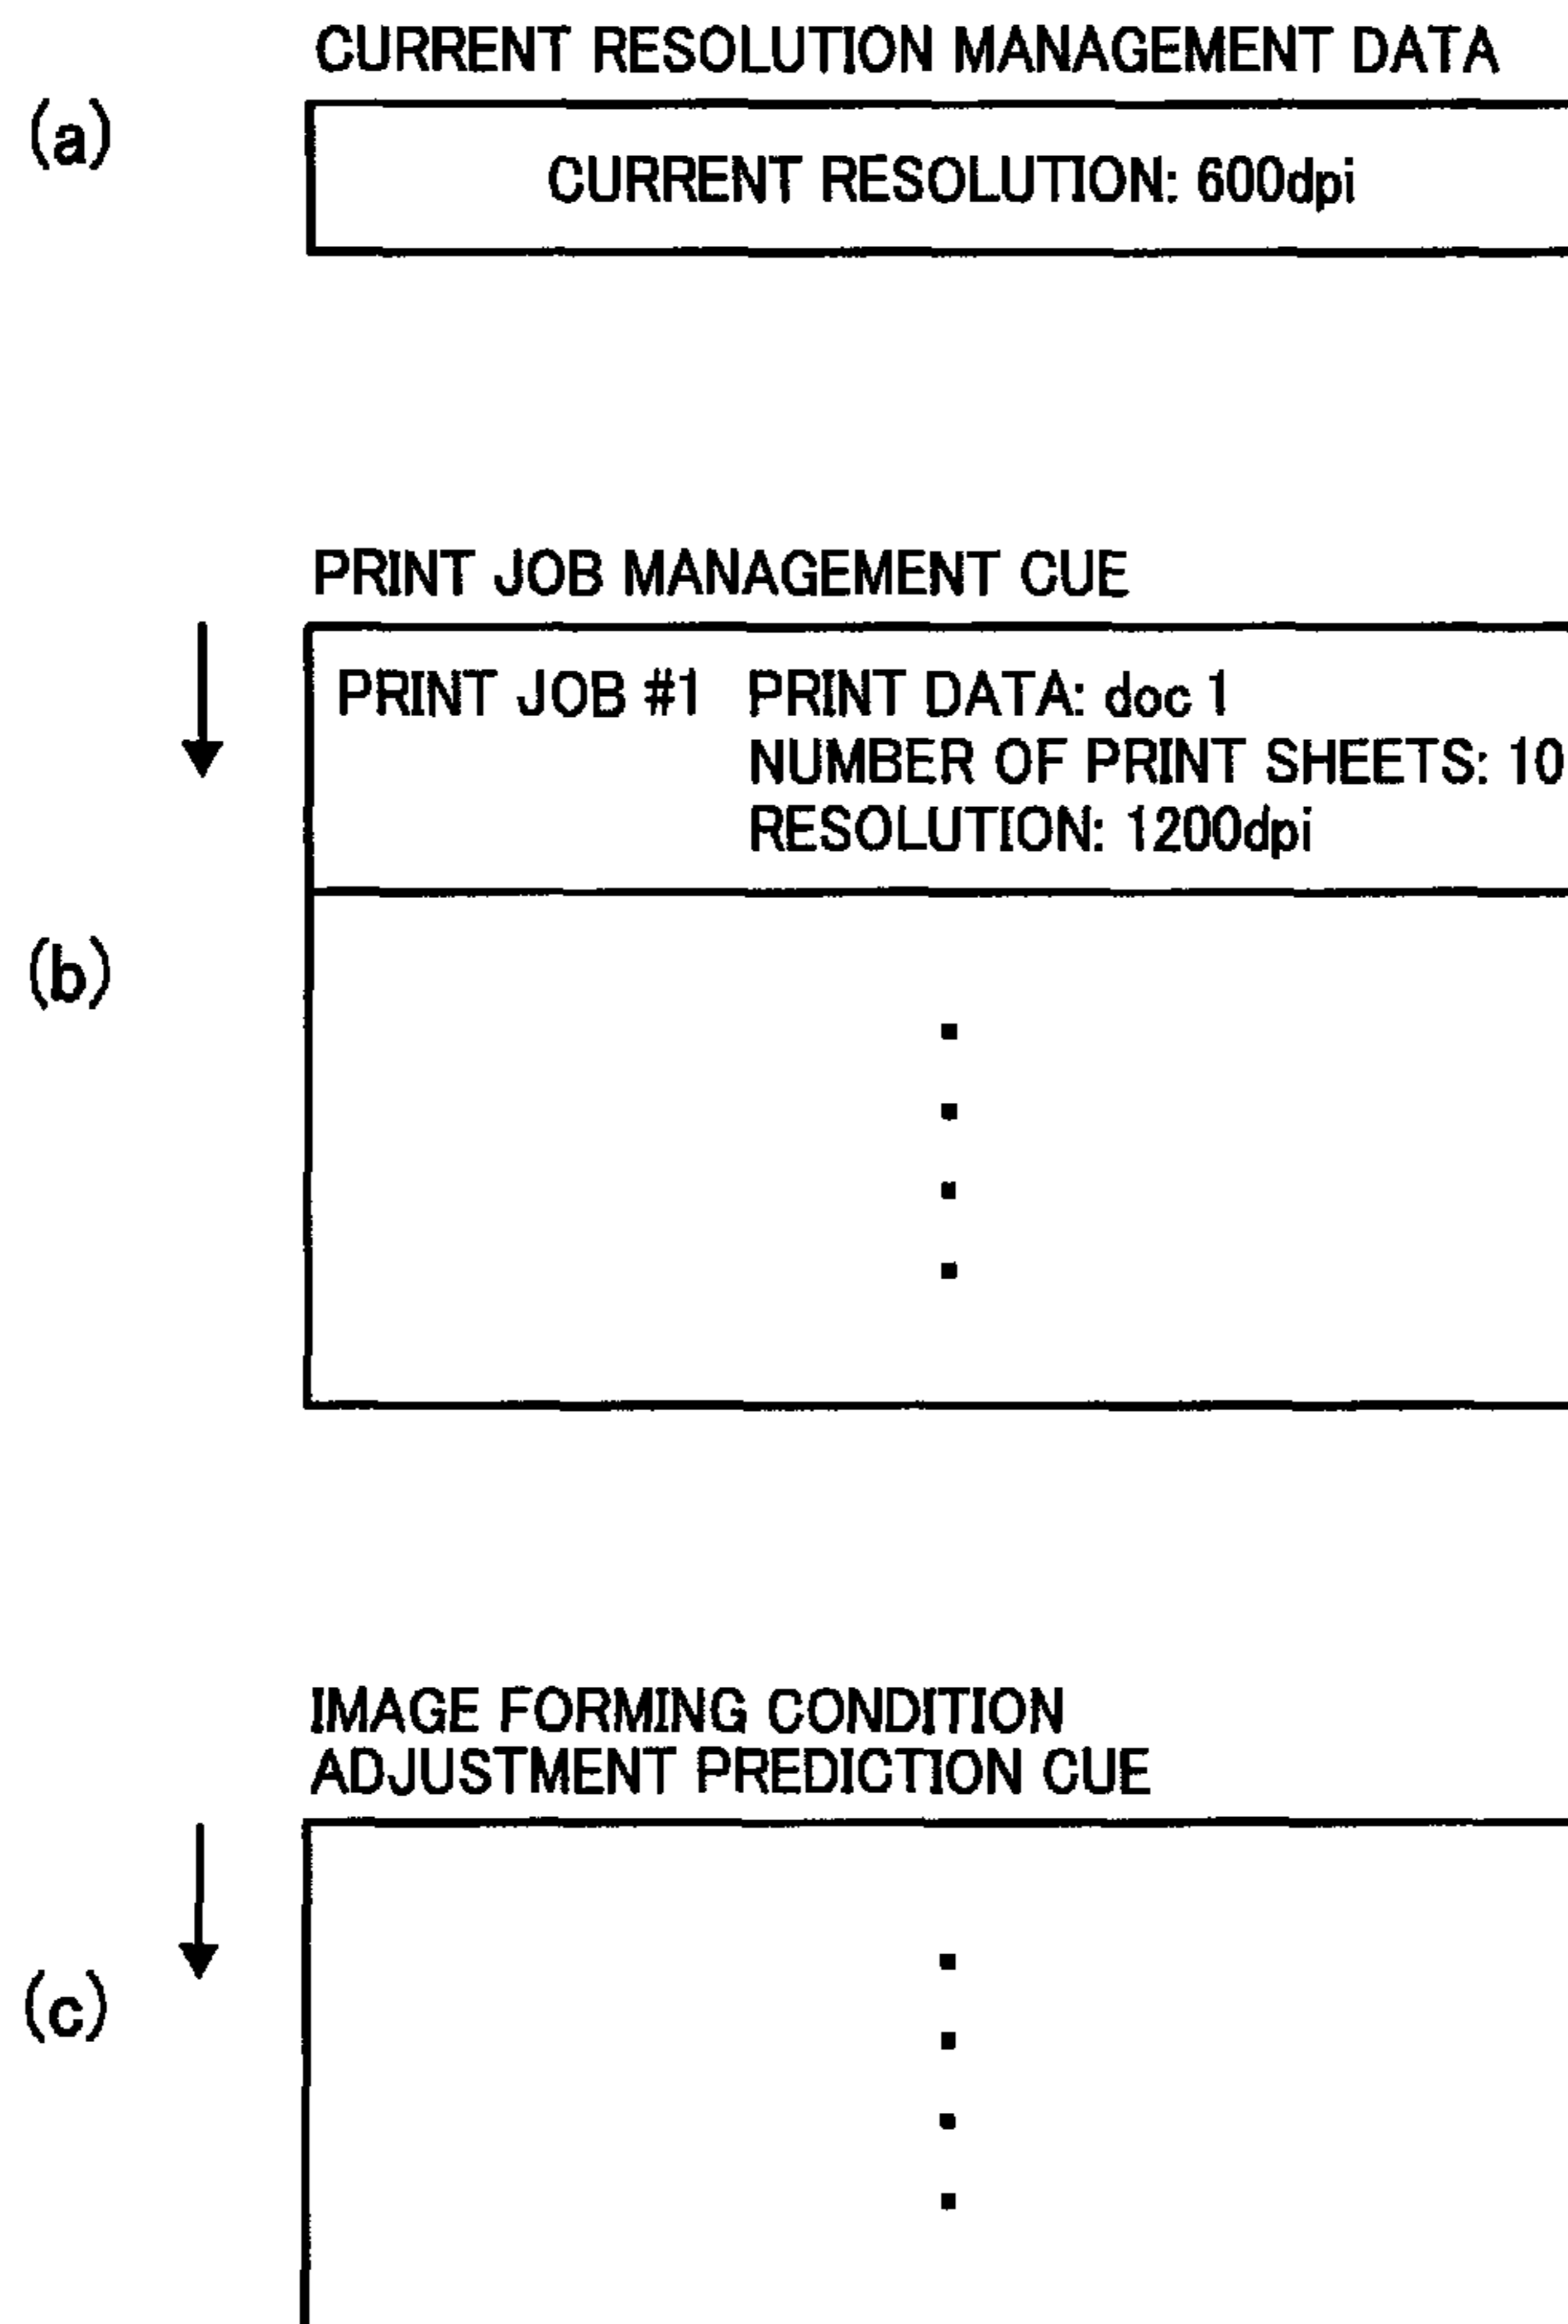 CURRENT RESOLUTION MANAGEMENT DATA
(a)
CURRENT RESOLUTION: 600dpi
PRINT JOB MANAGEMENT CUE
PRINT JOB #1 PRINT DATA: doc 1
NUMBER OF PRINT SHEETS: 10
RESOLUTION: 1200dpi
(b)
IMAGE FORMING CONDITION
ADJUSTMENT PREDICTION CUE
(c)